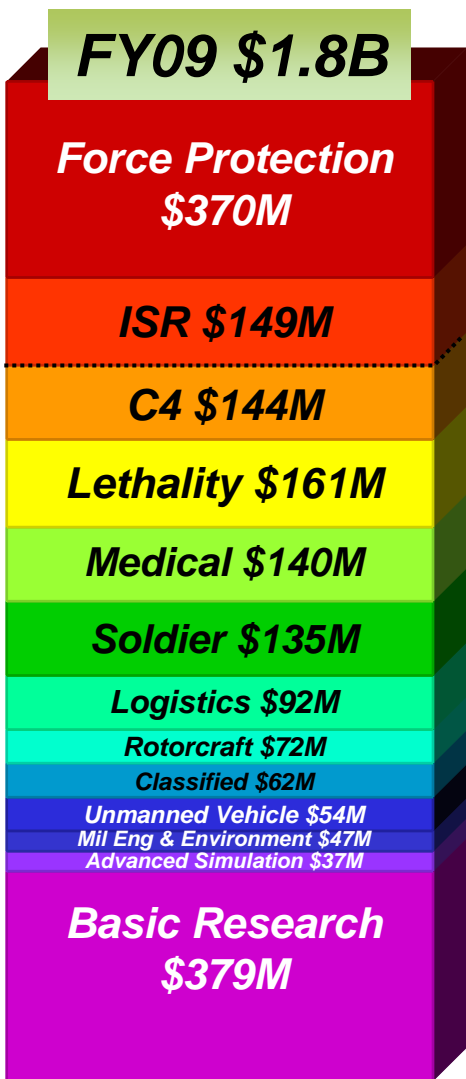 FY09 $1.8B
Force Protection
$370M
ISR $149M
C4 $144M
Lethality $161M
Medical $140M
Soldier $135M
Logistics $92M
Rotorcraft $72M
Classified $62M
Unmanned Vehicle $54M
Mil Eng & Environment $47M
Advanced Simulation $37M
Basic Research
$379M